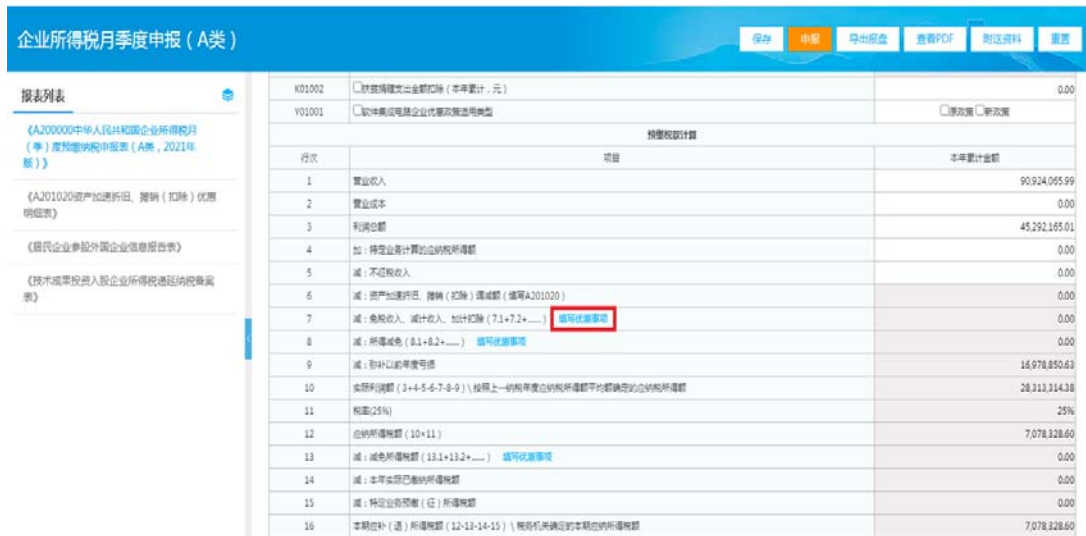 企业所得税月季度申报（A类）
保存 申报 导出报盘 查看PDF 附送资料 重置
报表列表
《A200000中华人民共和国企业所得税月
（季）度预缴纳税申报表（A类，2021年
版）》
《A201020资产加速折旧、摊销（扣除）优惠
明细表》
《居民企业参股外国企业信息报告表》
《技术成果投资入股企业所得税递延纳税备案
表》
K01002 扶贫捐赠支出全额扣除（本年累计，元） 0.00
Y01001 软件集成电路企业优惠政策适用类型 原政策 新政策
预缴税款计算
行次 项目 本年累计金额
1 营业收入 90,924,065.99
2 营业成本 0.00
3 利润总额 45,292,165.01
4 加：特定业务计算的应纳税所得额 0.00
5 减：不征税收入 0.00
6 减：资产加速折旧、摊销（扣除）调减额（填写A201020） 0.00
7 减：免税收入、减计收入、加计扣除（7.1+7.2+......） 填写优惠事项 0.00
8 减：所得减免（8.1+8.2+......） 填写优惠事项 0.00
9 减：弥补以前年度亏损 16,978,850.63
10 实际利润额（3+4-5-6-7-8-9）\按照上一纳税年度应纳税所得额平均额确定的应纳税所得额 28,313,314.38
11 税率(25%) 25%
12 应纳所得税额（10×11） 7,078,328.60
13 减：减免所得税额（13.1+13.2+......） 填写优惠事项 0.00
14 减：本年实际已缴纳所得税额 0.00
15 减：特定业务预缴（征）所得税额 0.00
16 本期应补（退）所得税额（12-13-14-15）\税务机关确定的本期应纳所得税额 7,078,328.60